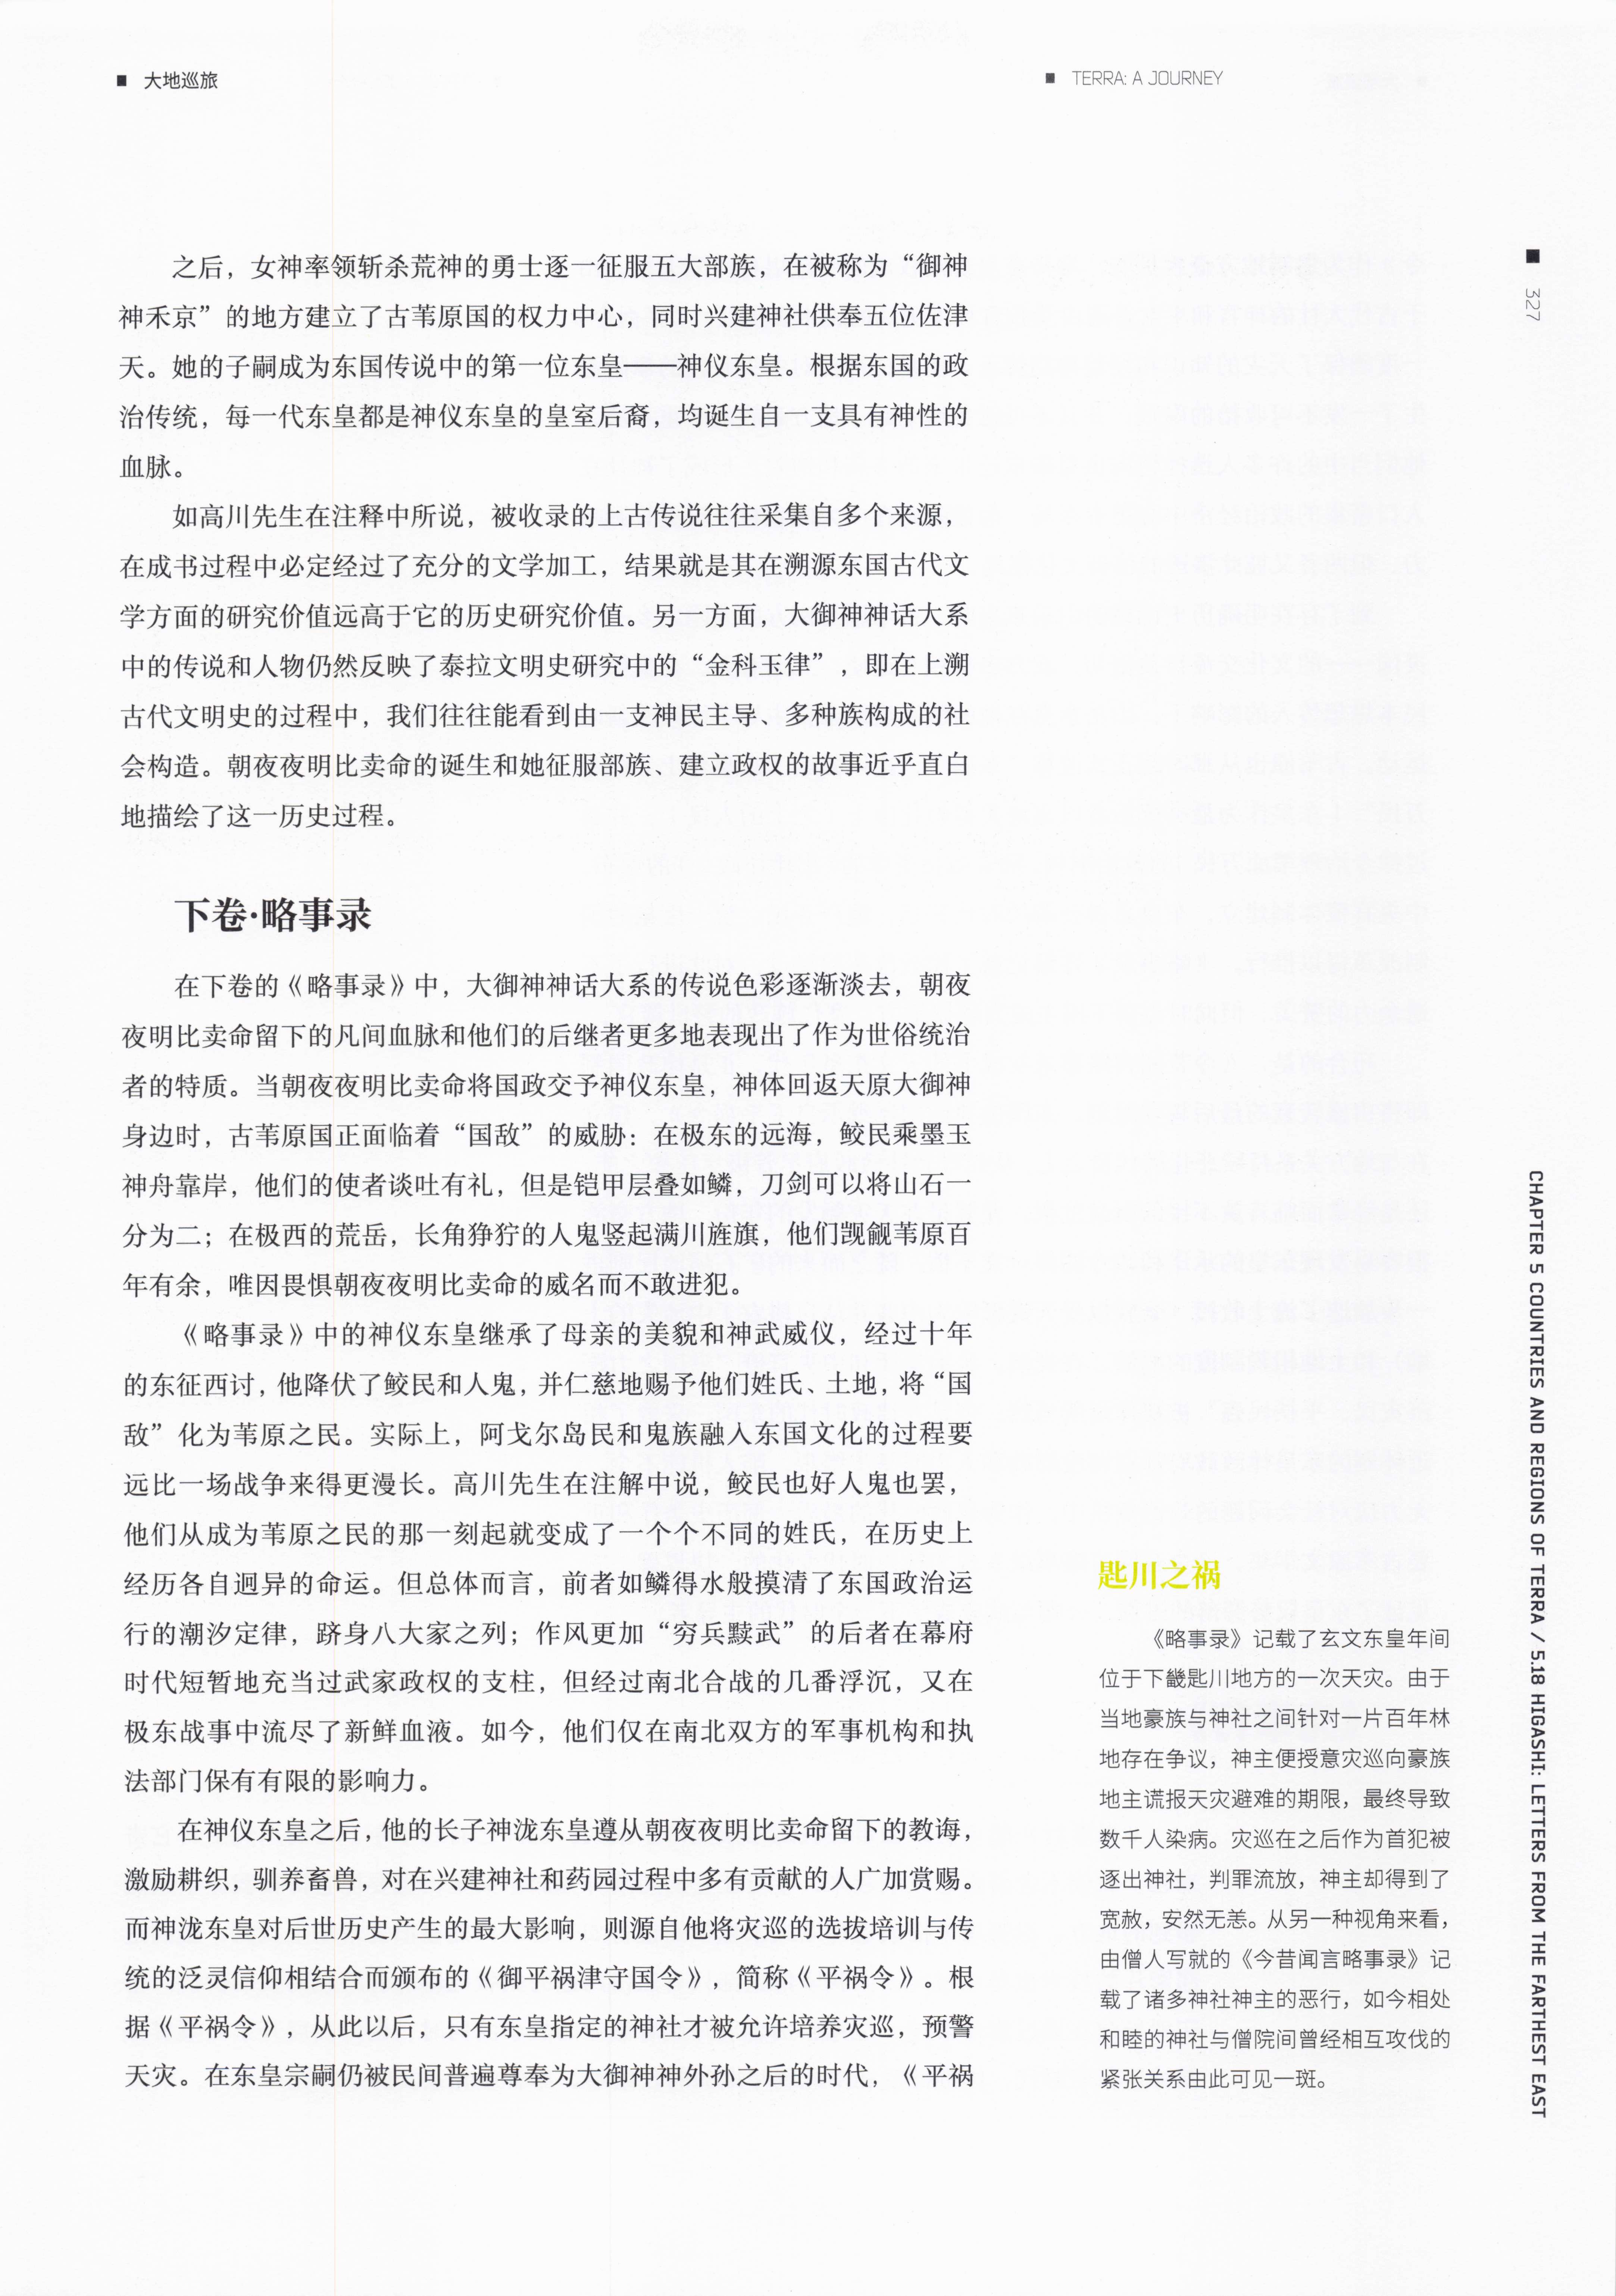 ■ 大地巡旅
■ TERRA: A JOURNEY
■ 327
之后，女神率领斩杀荒神的勇士逐一征服五大部族，在被称为“御神
神禾京”的地方建立了古苇原国的权力中心，同时兴建神社供奉五位佐津
天。她的子嗣成为东国传说中的第一位东皇——神仪东皇。根据东国的政
治传统，每一代东皇都是神仪东皇的皇室后裔，均诞生自一支具有神性的
血脉。
如高川先生在注释中所说，被收录的上古传说往往采集自多个来源，
在成书过程中必定经过了充分的文学加工，结果就是其在溯源东国古代文
学方面的研究价值远高于它的历史研究价值。另一方面，大御神神话大系
中的传说和人物仍然反映了泰拉文明史研究中的“金科玉律”，即在上溯
古代文明史的过程中，我们往往能看到由一支神民主导、多种族构成的社
会构造。朝夜夜明比卖命的诞生和她征服部族、建立政权的故事近乎直白
地描绘了这一历史过程。
下卷·略事录
在下卷的《略事录》中，大御神神话大系的传说色彩逐渐淡去，朝夜
夜明比卖命留下的凡间血脉和他们的后继者更多地表现出了作为世俗统治
者的特质。当朝夜夜明比卖命将国政交予神仪东皇，神体回返天原大御神
身边时，古苇原国正面临着“国敌”的威胁：在极东的远海，鲛民乘墨玉
神舟靠岸，他们的使者谈吐有礼，但是铠甲层叠如鳞，刀剑可以将山石一
分为二；在极西的荒岳，长角狰狞的人鬼竖起满川旌旗，他们觊觎苇原百
年有余，唯因畏惧朝夜夜明比卖命的威名而不敢进犯。
《略事录》中的神仪东皇继承了母亲的美貌和神武威仪，经过十年
的东征西讨，他降伏了鲛民和人鬼，并仁慈地赐予他们姓氏、土地，将“国
敌”化为苇原之民。实际上，阿戈尔岛民和鬼族融入东国文化的过程要
远比一场战争来得更漫长。高川先生在注解中说，鲛民也好人鬼也罢，
他们从成为苇原之民的那一刻起就变成了一个个不同的姓氏，在历史上
经历各自迥异的命运。但总体而言，前者如鳞得水般摸清了东国政治运
行的潮汐定律，跻身八大家之列；作风更加“穷兵黩武”的后者在幕府
时代短暂地充当过武家政权的支柱，但经过南北合战的几番浮沉，又在
极东战事中流尽了新鲜血液。如今，他们仅在南北双方的军事机构和执
法部门保有有限的影响力。
在神仪东皇之后，他的长子神泷东皇遵从朝夜夜明比卖命留下的教诲，
激励耕织，驯养畜兽，对在兴建神社和药园过程中多有贡献的人广加赏赐。
而神泷东皇对后世历史产生的最大影响，则源自他将灾巡的选拔培训与传
统的泛灵信仰相结合而颁布的《御平祸津守国令》，简称《平祸令》。根
据《平祸令》，从此以后，只有东皇指定的神社才被允许培养灾巡，预警
天灾。在东皇宗嗣仍被民间普遍尊奉为大御神神外孙之后的时代，《平祸
匙川之祸
《略事录》记载了玄文东皇年间
位于下畿匙川地方的一次天灾。由于
当地豪族与神社之间针对一片百年林
地存在争议，神主便授意灾巡向豪族
地主谎报天灾避难的期限，最终导致
数千人染病。灾巡在之后作为首犯被
逐出神社，判罪流放，神主却得到了
宽赦，安然无恙。从另一种视角来看，
由僧人写就的《今昔闻言略事录》记
载了诸多神社神主的恶行，如今相处
和睦的神社与僧院间曾经相互攻伐的
紧张关系由此可见一斑。
CHAPTER 5 COUNTRIES AND REGIONS OF TERRA / 5.18 HIGASHI: LETTERS FROM THE FARTHEST EAST